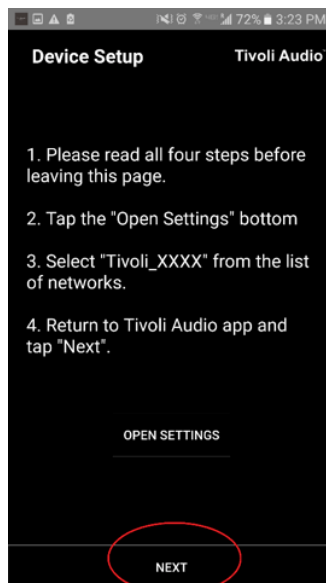 72% 3:23 PM
Device Setup Tivoli Audio
1. Please read all four steps before
leaving this page.
2. Tap the "Open Settings" bottom
3. Select "Tivoli_XXXX" from the list
of networks.
4. Return to Tivoli Audio app and
tap "Next".
OPEN SETTINGS
NEXT